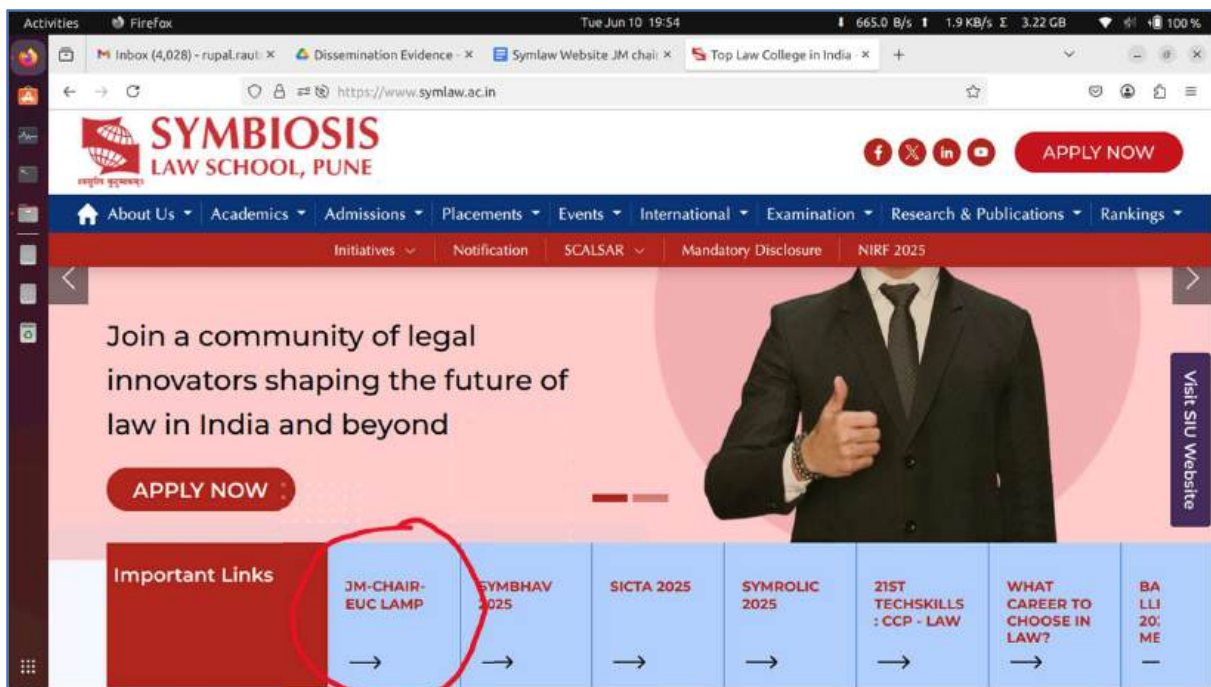 Activities Firefox Tue Jun 10 19:54 665.0 B/s 1.9 KB/s Σ 3.22 GB 100 %
Inbox (4,028) - rupal.raut Dissemination Evidence - Symlaw Website JM chair Top Law College in India -
https://www.symlaw.ac.in
SYMBIOSIS
LAW SCHOOL, PUNE
APPLY NOW
About Us Academics Admissions Placements Events International Examination Research & Publications Rankings
Initiatives Notification SCALSAR Mandatory Disclosure NIRF 2025
Join a community of legal
innovators shaping the future of
law in India and beyond
APPLY NOW
Visit SIU Website
Important Links
JM-CHAIR-
EUC LAMP
SYMBHAV
2025
SICTA 2025
SYMROLIC
2025
21ST
TECHSKILLS
: CCP - LAW
WHAT
CAREER TO
CHOOSE IN
LAW?
BA
LL
20
ME